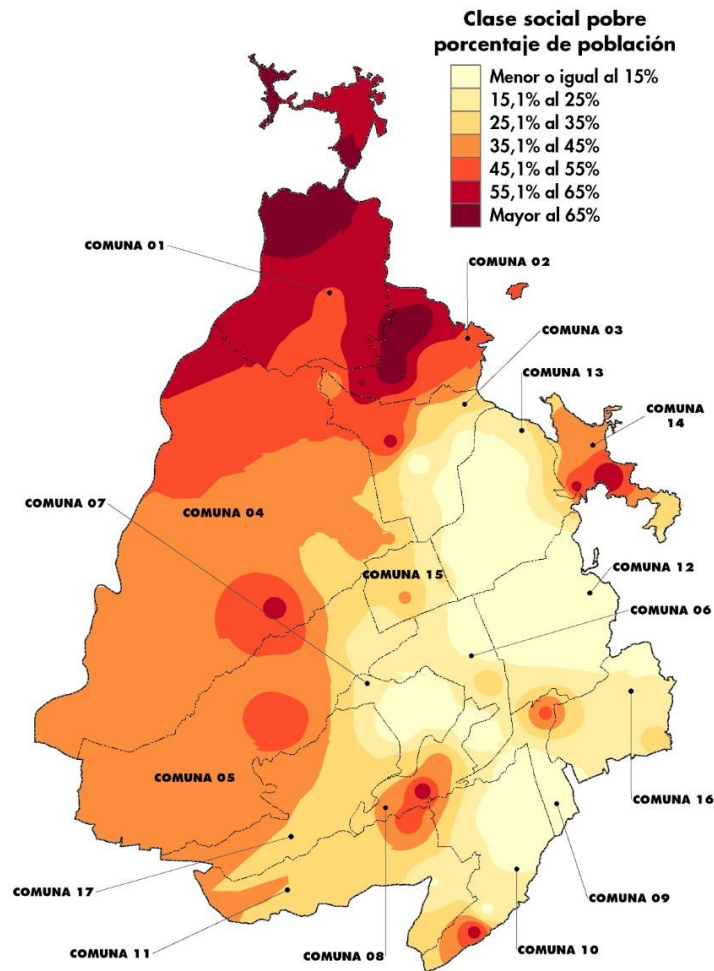 Clase social pobre
porcentaje de población
Menor o igual al 15%
15,1% al 25%
25,1% al 35%
35,1% al 45%
45,1% al 55%
55,1% al 65%
Mayor al 65%
COMUNA 01
COMUNA 02
COMUNA 03
COMUNA 13
COMUNA
14
COMUNA 07
COMUNA 04
COMUNA 15
COMUNA 12
COMUNA 06
COMUNA 05
COMUNA 16
COMUNA 17
COMUNA 09
COMUNA 11
COMUNA 08
COMUNA 10